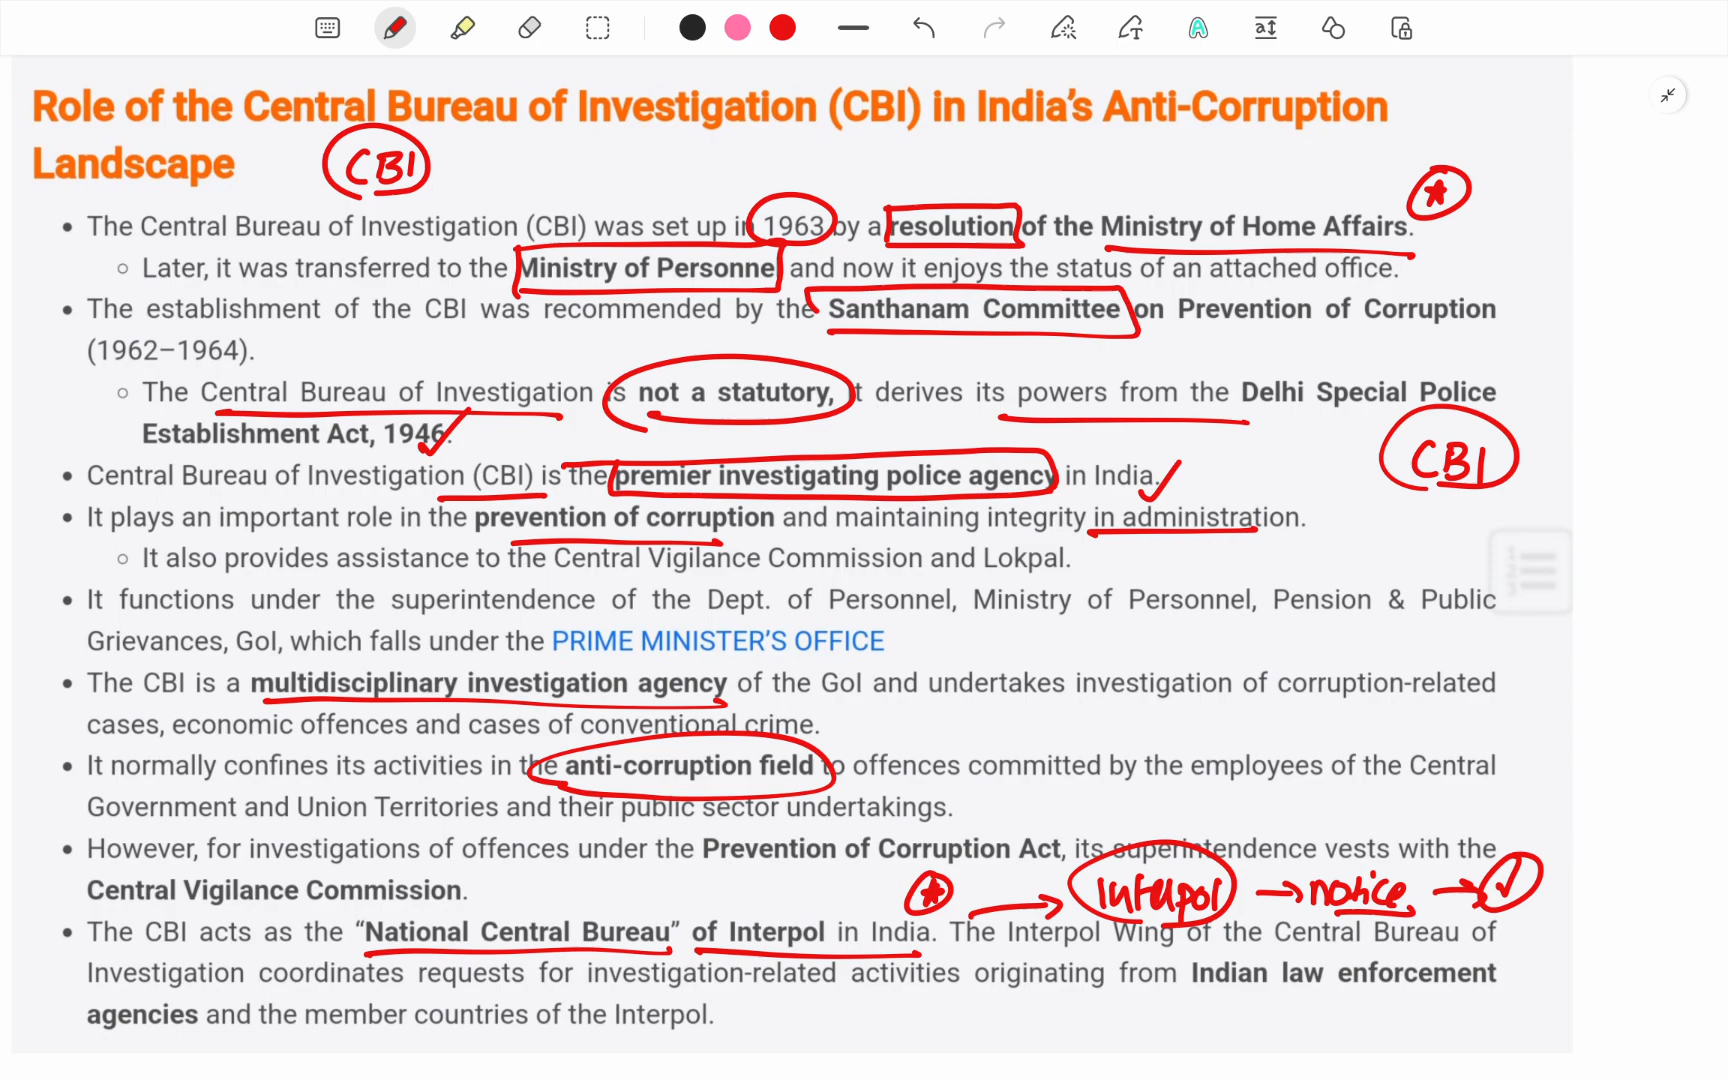 Role of the Central Bureau of Investigation (CBI) in India's Anti-Corruption
Landscape
CBI
• The Central Bureau of Investigation (CBI) was set up in 1963 by a resolution of the Ministry of Home Affairs.
○ Later, it was transferred to the Ministry of Personnel and now it enjoys the status of an attached office.
• The establishment of the CBI was recommended by the Santhanam Committee on Prevention of Corruption
(1962–1964).
○ The Central Bureau of Investigation is not a statutory, it derives its powers from the Delhi Special Police
Establishment Act, 1946.
CBI
• Central Bureau of Investigation (CBI) is the premier investigating police agency in India.
• It plays an important role in the prevention of corruption and maintaining integrity in administration.
○ It also provides assistance to the Central Vigilance Commission and Lokpal.
• It functions under the superintendence of the Dept. of Personnel, Ministry of Personnel, Pension & Public
Grievances, GoI, which falls under the PRIME MINISTER'S OFFICE
• The CBI is a multidisciplinary investigation agency of the GoI and undertakes investigation of corruption-related
cases, economic offences and cases of conventional crime.
• It normally confines its activities in the anti-corruption field to offences committed by the employees of the Central
Government and Union Territories and their public sector undertakings.
• However, for investigations of offences under the Prevention of Corruption Act, its superintendence vests with the
Central Vigilance Commission.
Interpol → notice →
• The CBI acts as the “National Central Bureau” of Interpol in India. The Interpol Wing of the Central Bureau of
Investigation coordinates requests for investigation-related activities originating from Indian law enforcement
agencies and the member countries of the Interpol.